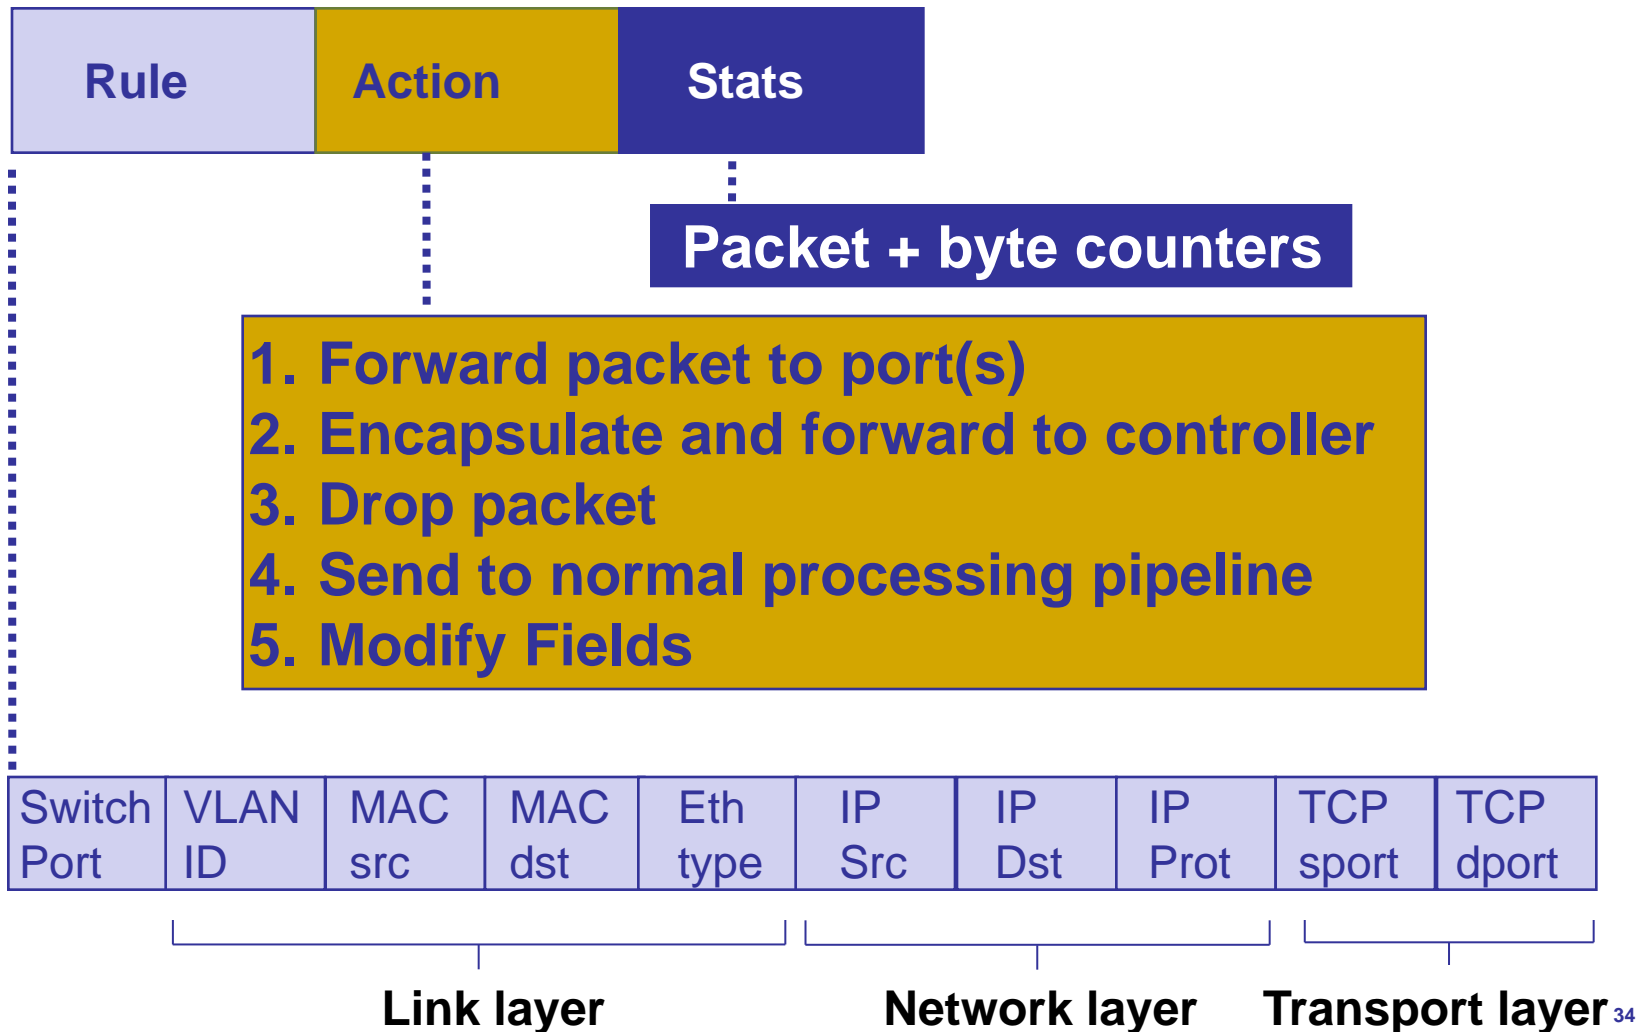 Rule Action Stats
Packet + byte counters
1. Forward packet to port(s)
2. Encapsulate and forward to controller
3. Drop packet
4. Send to normal processing pipeline
5. Modify Fields
Switch VLAN MAC MAC Eth IP IP IP TCP TCP
Port ID src dst type Src Dst Prot sport dport
Link layer Network layer Transport layer 34